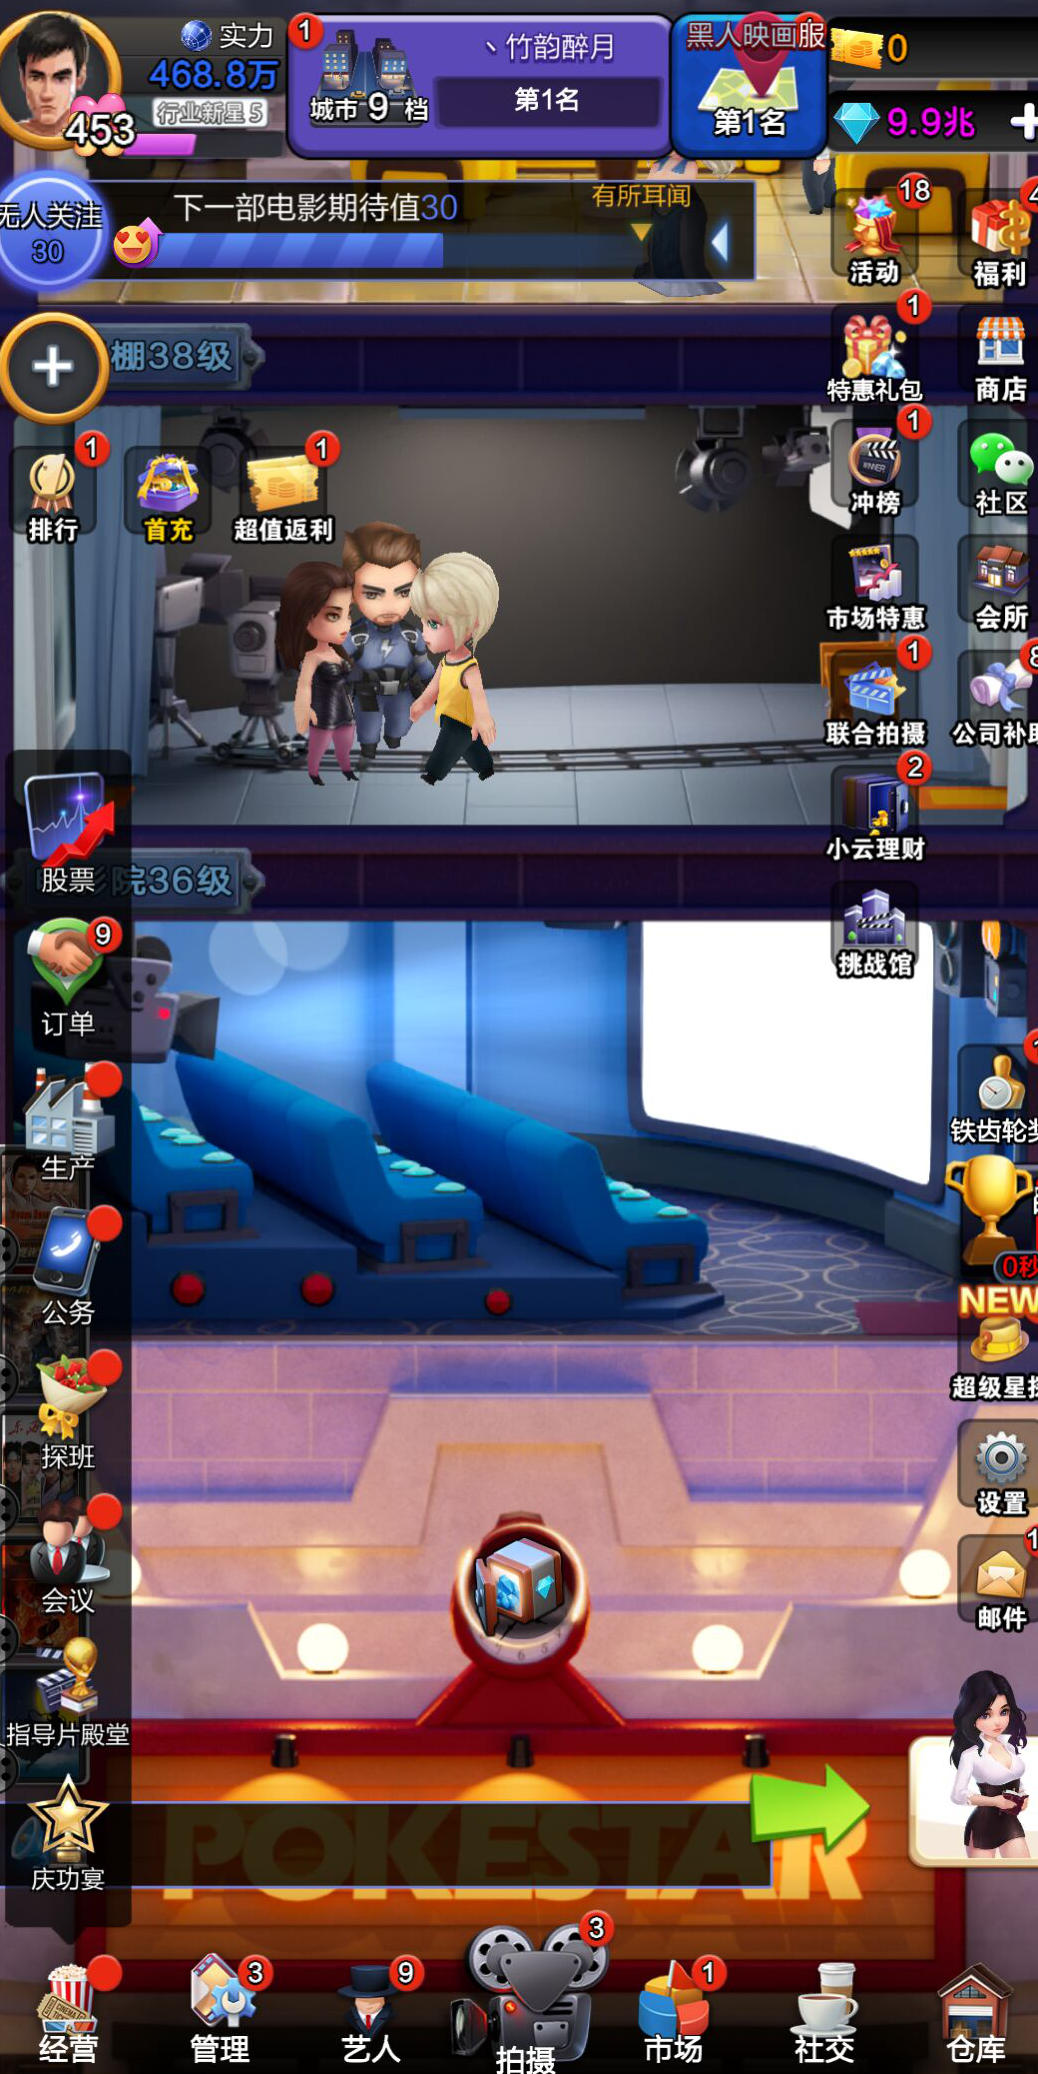 实力
468.8万
行业新星 5
453
1
城市 9 档
丶竹韵醉月
第1名
黑人映画服
第1名
0
9.9兆
无人关注
30
下一部电影期待值30
有所耳闻
18
活动
4
福利
棚38级
1
特惠礼包
商店
1
排行
首充
1
超值返利
1
WINNER
冲榜
社区
市场特惠
会所
1
联合拍摄
8
公司补助
2
小云理财
股票
影院36级
挑战馆
9
订单
生产
铁齿轮奖
公务
0秒
NEW
超级星探
探班
设置
会议
1
邮件
指导片殿堂
庆功宴
POKESTAR
经营
3
管理
9
艺人
3
拍摄
1
市场
社交
仓库